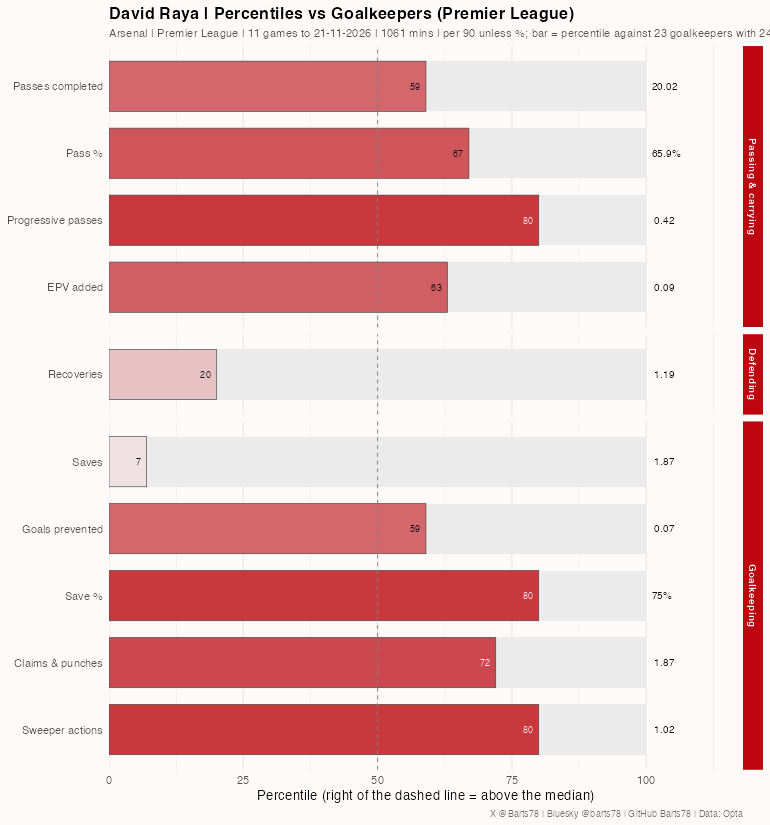 David Raya | Percentiles vs Goalkeepers (Premier League)
Arsenal | Premier League | 11 games to 21-11-2026 | 1061 mins | per 90 unless %; bar = percentile against 23 goalkeepers with 24
Passes completed 59 20.02
Pass % 67 65.9%
Progressive passes 80 0.42
EPV added 63 0.09
Passing & carrying
Recoveries 20 1.19
Defending
Saves 7 1.87
Goals prevented 59 0.07
Save % 80 75%
Claims & punches 72 1.87
Sweeper actions 80 1.02
Goalkeeping
0 25 50 75 100
Percentile (right of the dashed line = above the median)
X @Barts78 | Bluesky @barts78 | GitHub Barts78 | Data: Opta